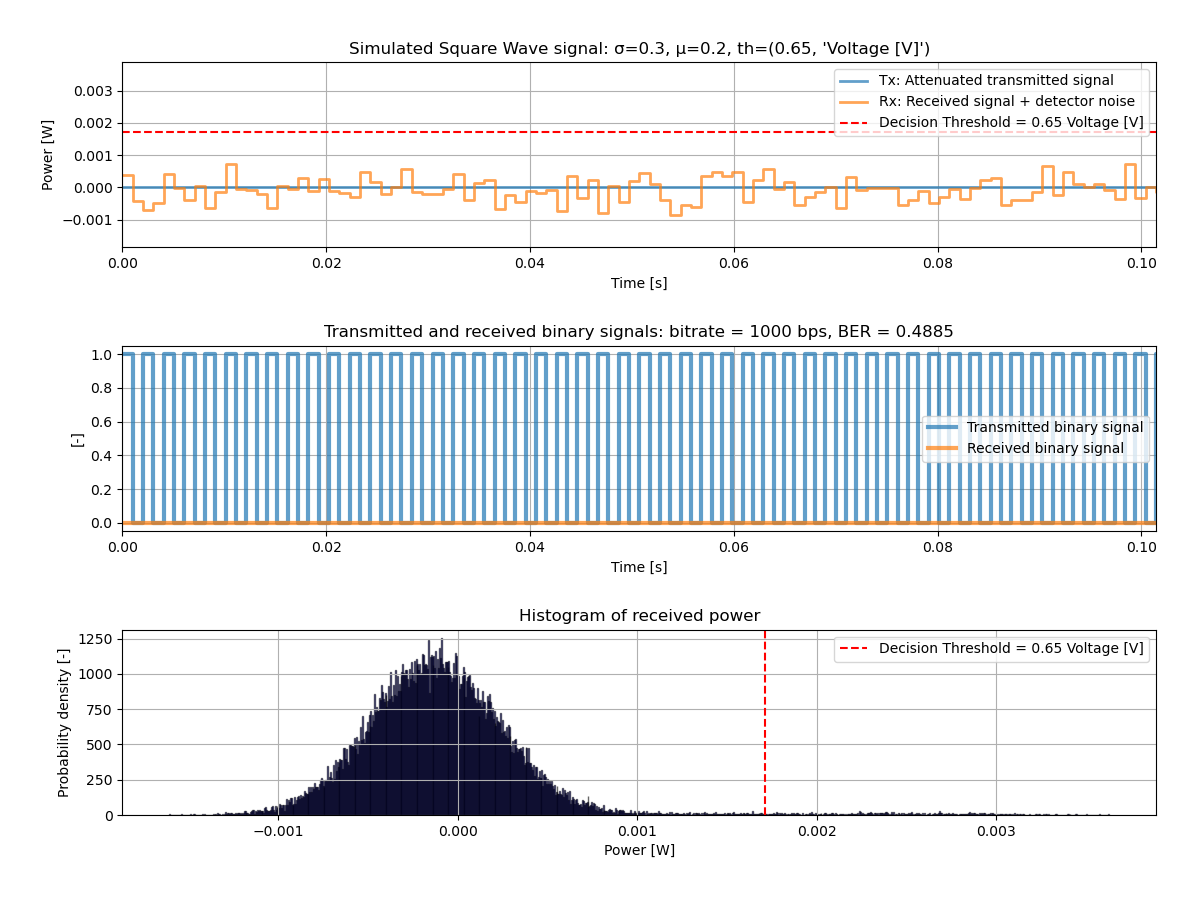 Simulated Square Wave signal: σ=0.3, μ=0.2, th=(0.65, 'Voltage [V]')
Power [W]
0.003
0.002
0.001
0.000
−0.001
Tx: Attenuated transmitted signal
Rx: Received signal + detector noise
Decision Threshold = 0.65 Voltage [V]
0.00 0.02 0.04 0.06 0.08 0.10
Time [s]
Transmitted and received binary signals: bitrate = 1000 bps, BER = 0.4885
[-]
1.0
0.8
0.6
0.4
0.2
0.0
Transmitted binary signal
Received binary signal
0.00 0.02 0.04 0.06 0.08 0.10
Time [s]
Histogram of received power
Probability density [-]
1250
1000
750
500
250
0
Decision Threshold = 0.65 Voltage [V]
−0.001 0.000 0.001 0.002 0.003
Power [W]